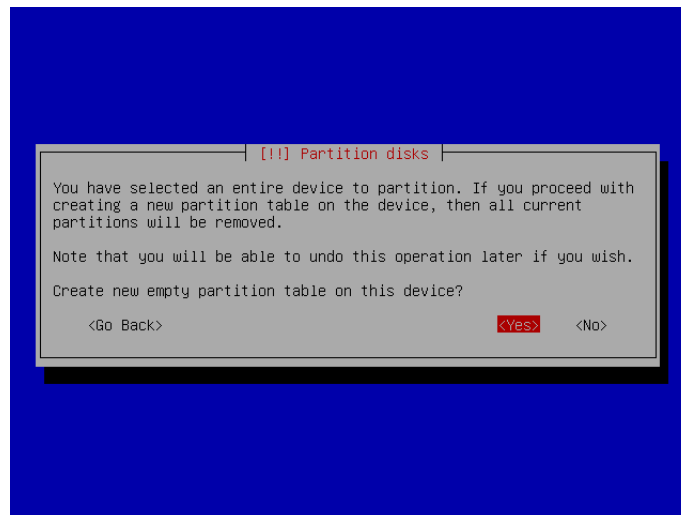 [!!] Partition disks
You have selected an entire device to partition. If you proceed with
creating a new partition table on the device, then all current
partitions will be removed.
Note that you will be able to undo this operation later if you wish.
Create new empty partition table on this device?
<Go Back> <Yes> <No>